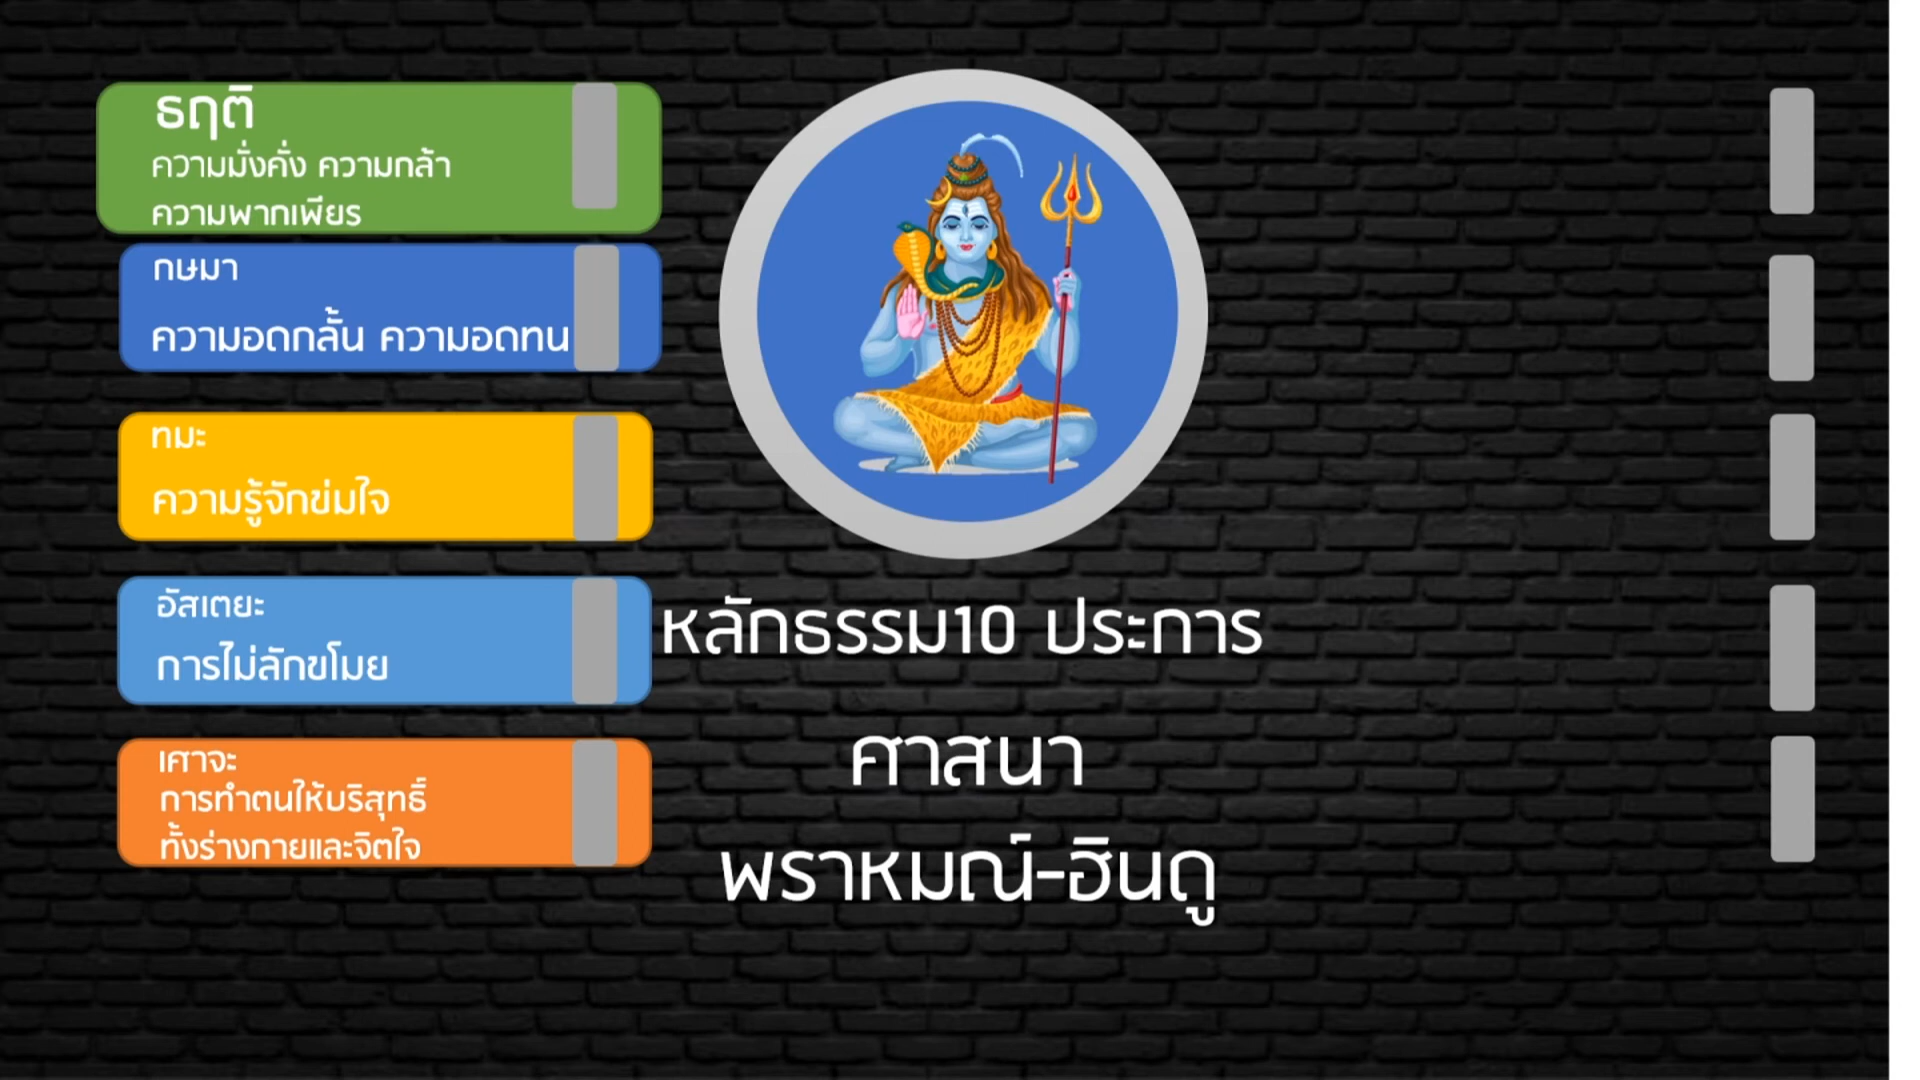 ธฤติ
ความมั่งคั่ง ความกล้า
ความพากเพียร
กษมา
ความอดกลั้น ความอดทน
ทมะ
ความรู้จักข่มใจ
อัสเตยะ
การไม่ลักขโมย
เศาจะ
การทำตนให้บริสุทธิ์
ทั้งร่างกายและจิตใจ
หลักธรรม10 ประการ
ศาสนา
พราหมณ์-ฮินดู